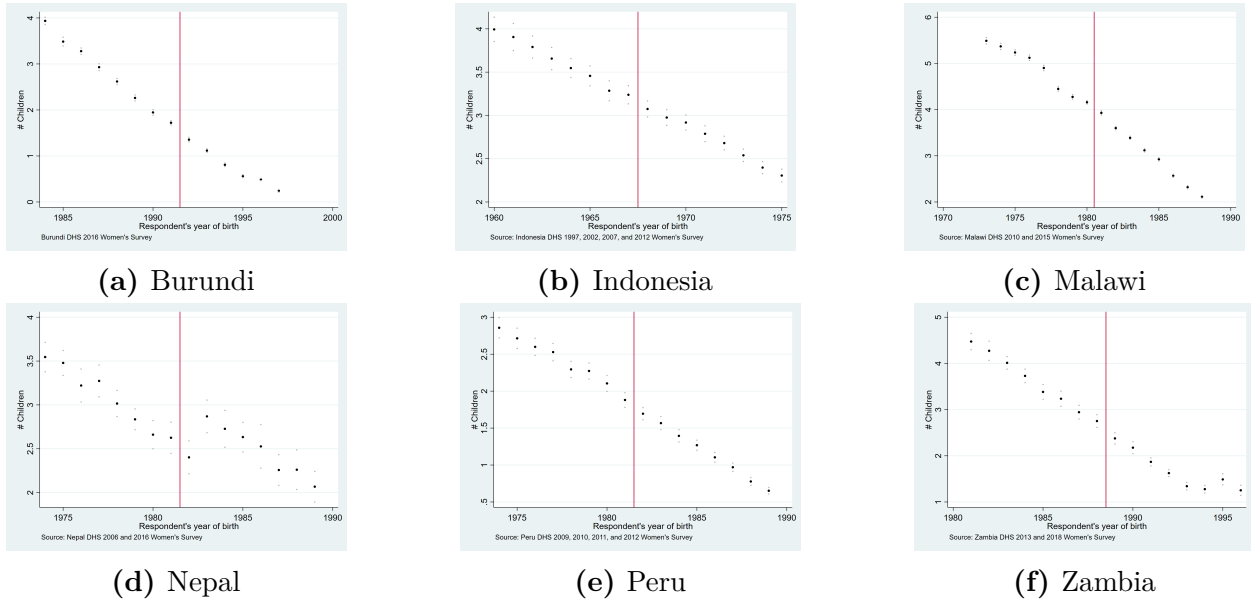 # Children
4
3
2
1
0
1985 1990 1995 2000
Respondent's year of birth
Burundi DHS 2016 Women's Survey
(a) Burundi
# Children
4
3.5
3
2.5
2
1960 1965 1970 1975
Respondent's year of birth
Source: Indonesia DHS 1997, 2002, 2007, and 2012 Women's Survey
(b) Indonesia
# Children
6
5
4
3
2
1970 1975 1980 1985 1990
Respondent's year of birth
Source: Malawi DHS 2010 and 2015 Women's Survey
(c) Malawi
# Children
4
3.5
3
2.5
2
1975 1980 1985 1990
Respondent's year of birth
Source: Nepal DHS 2006 and 2016 Women's Survey
(d) Nepal
# Children
3
2.5
2
1.5
1
.5
1975 1980 1985 1990
Respondent's year of birth
Source: Peru DHS 2009, 2010, 2011, and 2012 Women's Survey
(e) Peru
# Children
5
4
3
2
1
1980 1985 1990 1995
Respondent's year of birth
Source: Zambia DHS 2013 and 2018 Women's Survey
(f) Zambia